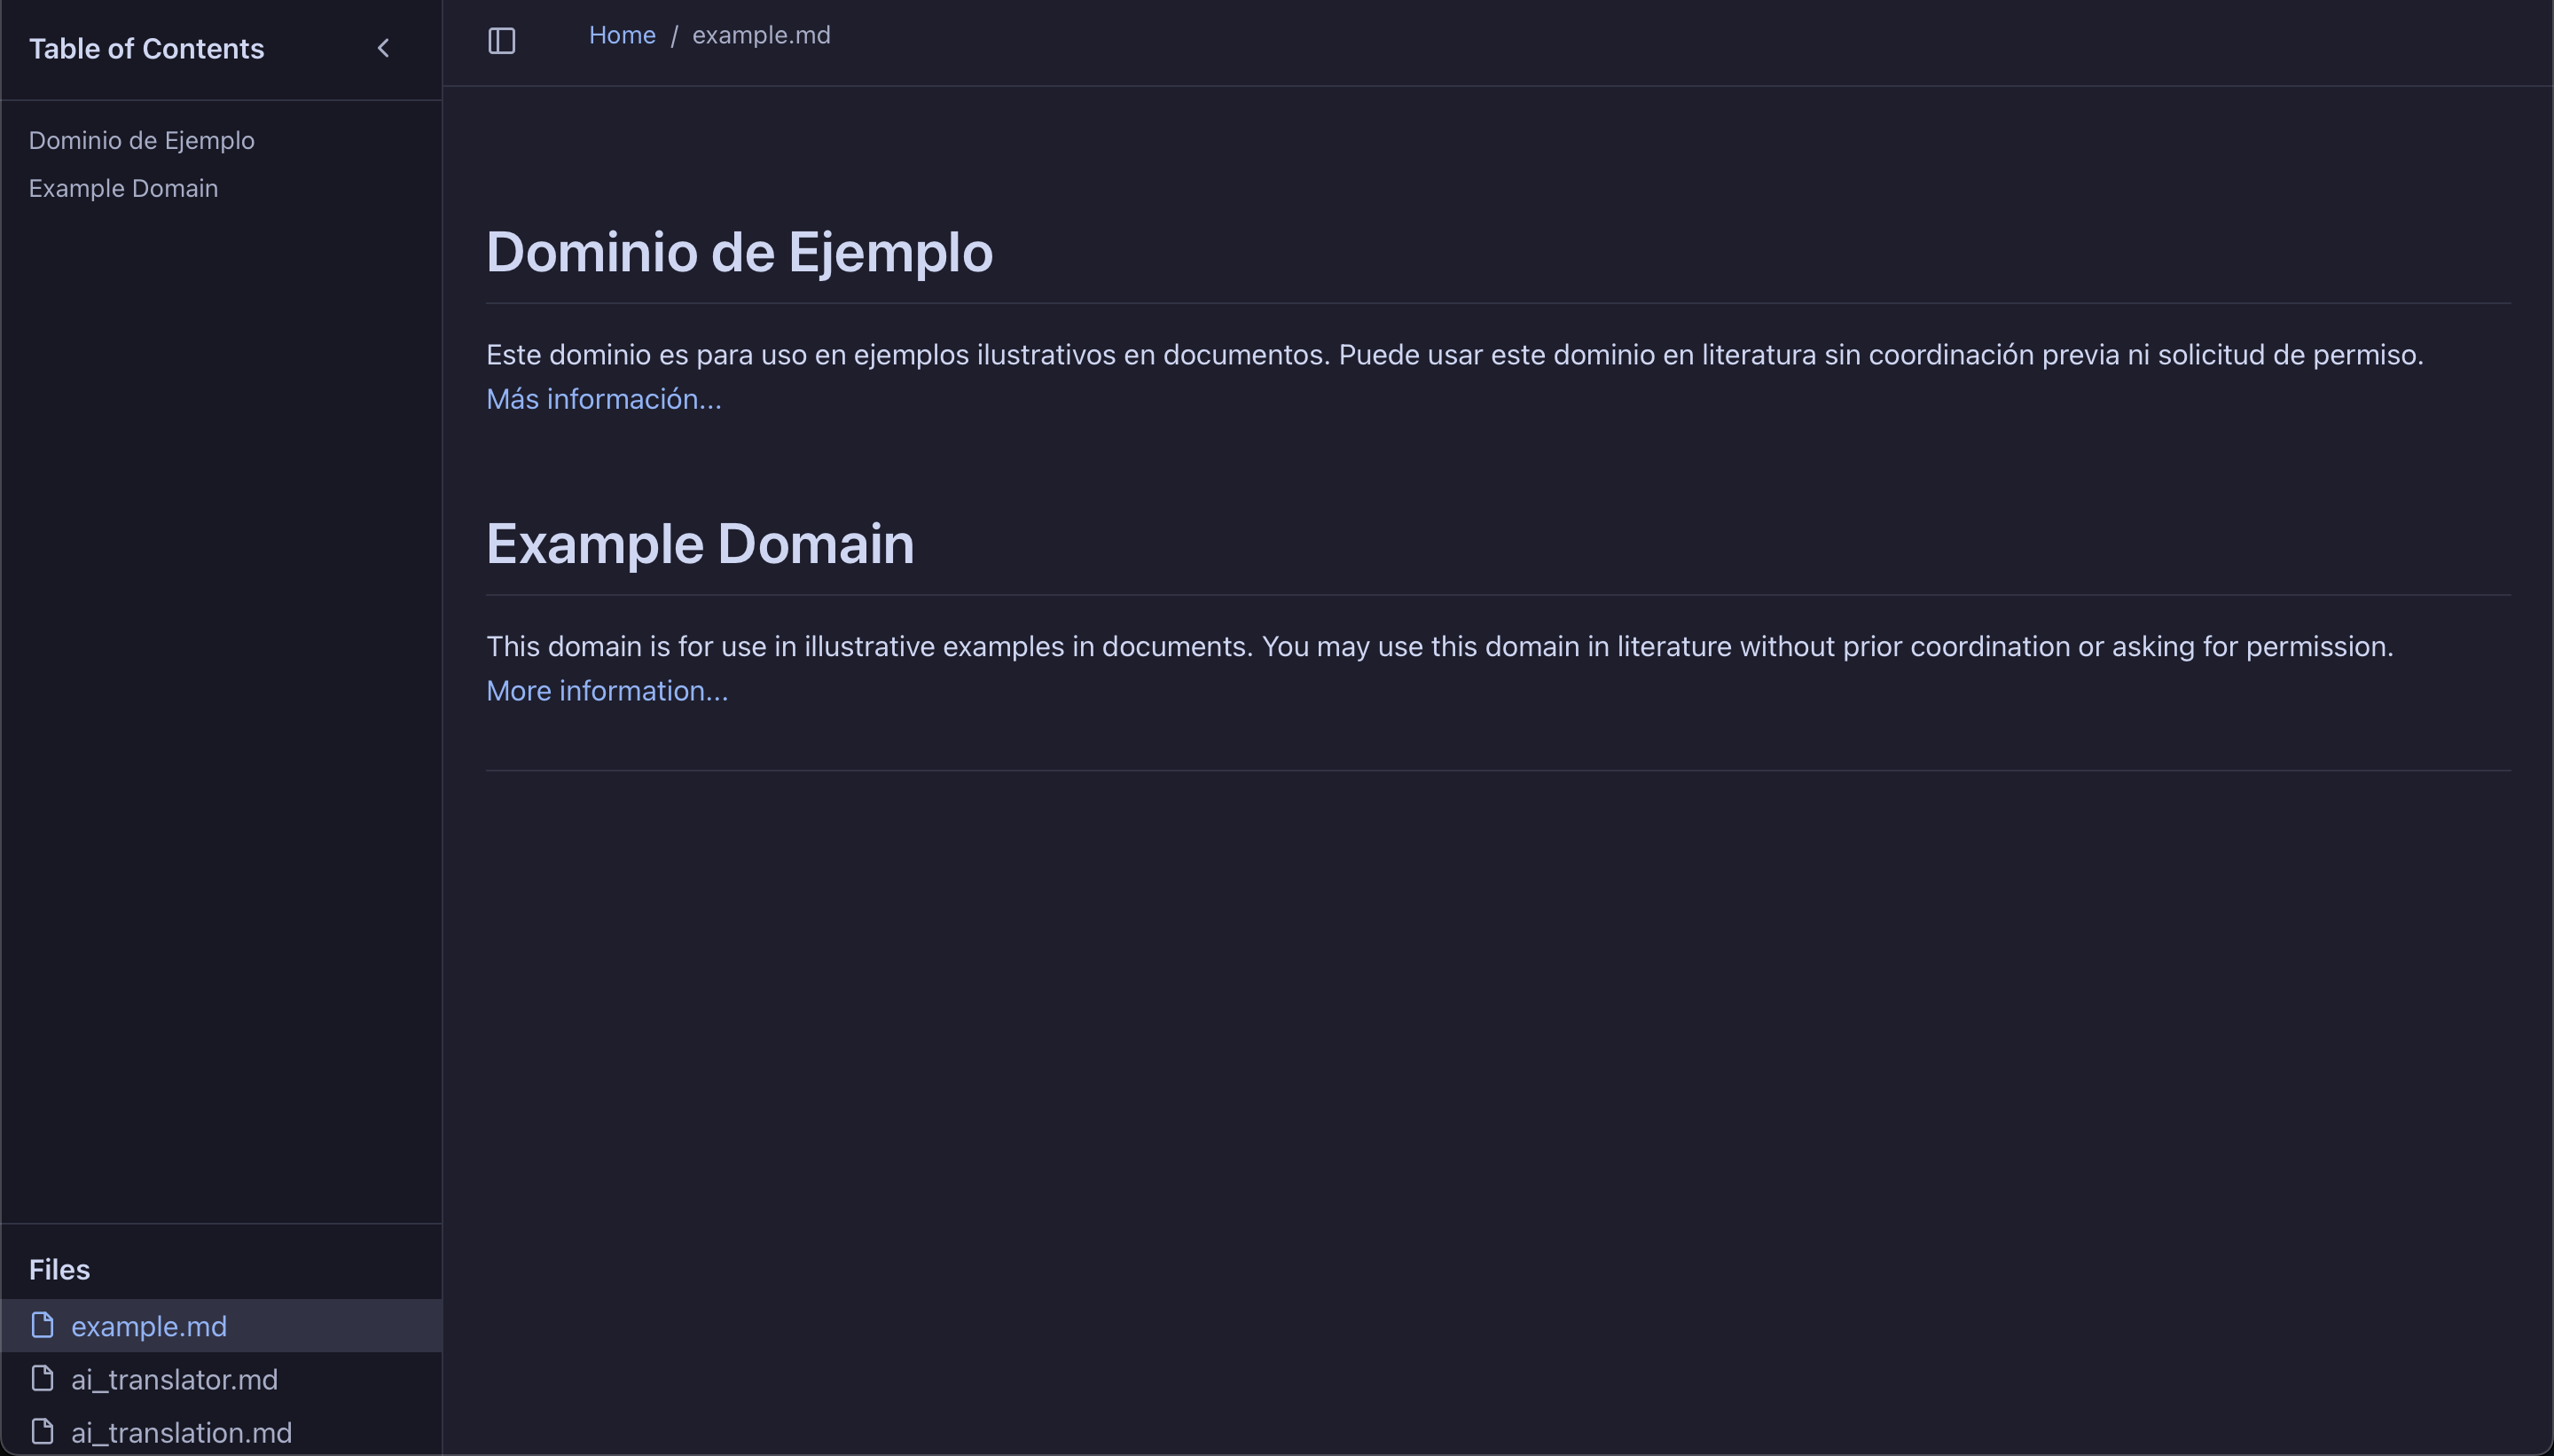 Table of Contents
Dominio de Ejemplo
Example Domain
Files
example.md
ai_translator.md
ai_translation.md
Home / example.md
Dominio de Ejemplo
Este dominio es para uso en ejemplos ilustrativos en documentos. Puede usar este dominio en literatura sin coordinación previa ni solicitud de permiso.
Más información...
Example Domain
This domain is for use in illustrative examples in documents. You may use this domain in literature without prior coordination or asking for permission.
More information...